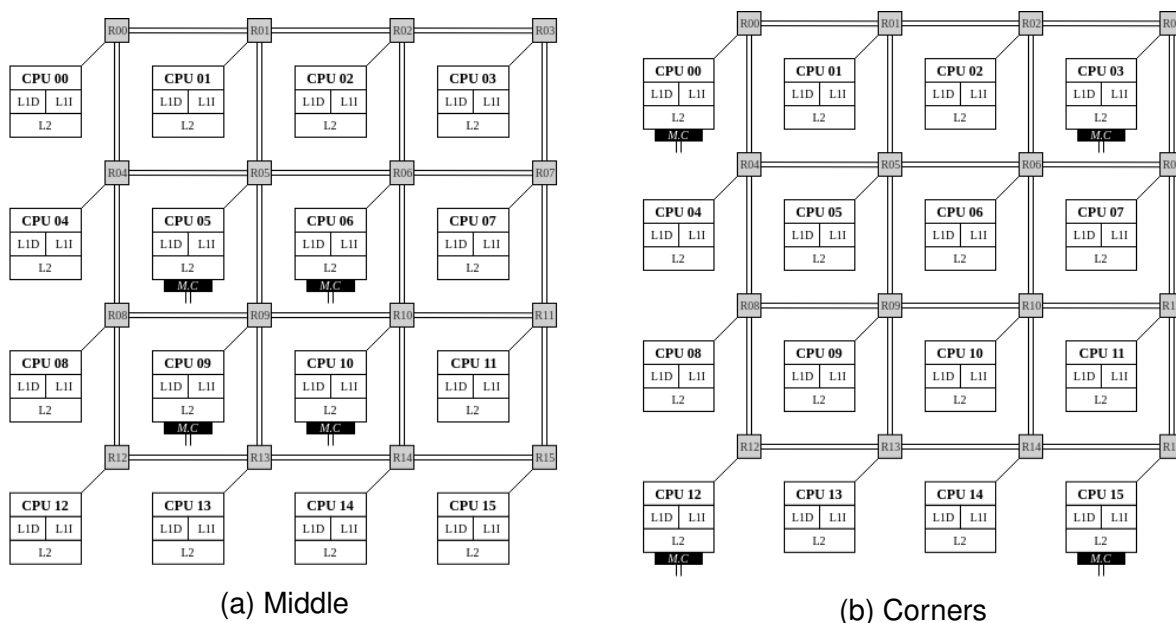 R00 R01 R02 R03
CPU 00 CPU 01 CPU 02 CPU 03
L1D L1I L1D L1I L1D L1I L1D L1I
L2 L2 L2 L2
R04 R05 R06 R07
CPU 04 CPU 05 CPU 06 CPU 07
L1D L1I L1D L1I L1D L1I L1D L1I
L2 L2 L2 L2
M.C M.C
R08 R09 R10 R11
CPU 08 CPU 09 CPU 10 CPU 11
L1D L1I L1D L1I L1D L1I L1D L1I
L2 L2 L2 L2
M.C M.C
R12 R13 R14 R15
CPU 12 CPU 13 CPU 14 CPU 15
L1D L1I L1D L1I L1D L1I L1D L1I
L2 L2 L2 L2
(a) Middle
R00 R01 R02 R0
CPU 00 CPU 01 CPU 02 CPU 03
L1D L1I L1D L1I L1D L1I L1D L1I
L2 L2 L2 L2
M.C M.C
R04 R05 R06 R0
CPU 04 CPU 05 CPU 06 CPU 07
L1D L1I L1D L1I L1D L1I L1D L1I
L2 L2 L2 L2
R08 R09 R10 R1
CPU 08 CPU 09 CPU 10 CPU 11
L1D L1I L1D L1I L1D L1I L1D L1I
L2 L2 L2 L2
R12 R13 R14 R1
CPU 12 CPU 13 CPU 14 CPU 15
L1D L1I L1D L1I L1D L1I L1D L1I
L2 L2 L2 L2
M.C M.C
(b) Corners